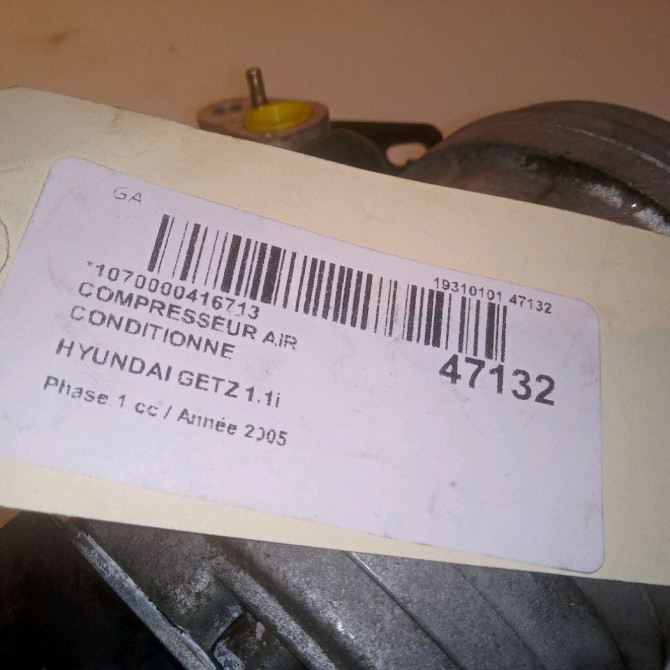 GA
19310101 47132
*1070000416713
COMPRESSEUR AIR
CONDITIONNE
47132
HYUNDAI GETZ 1.1i
Phase 1 cc / Année 2005